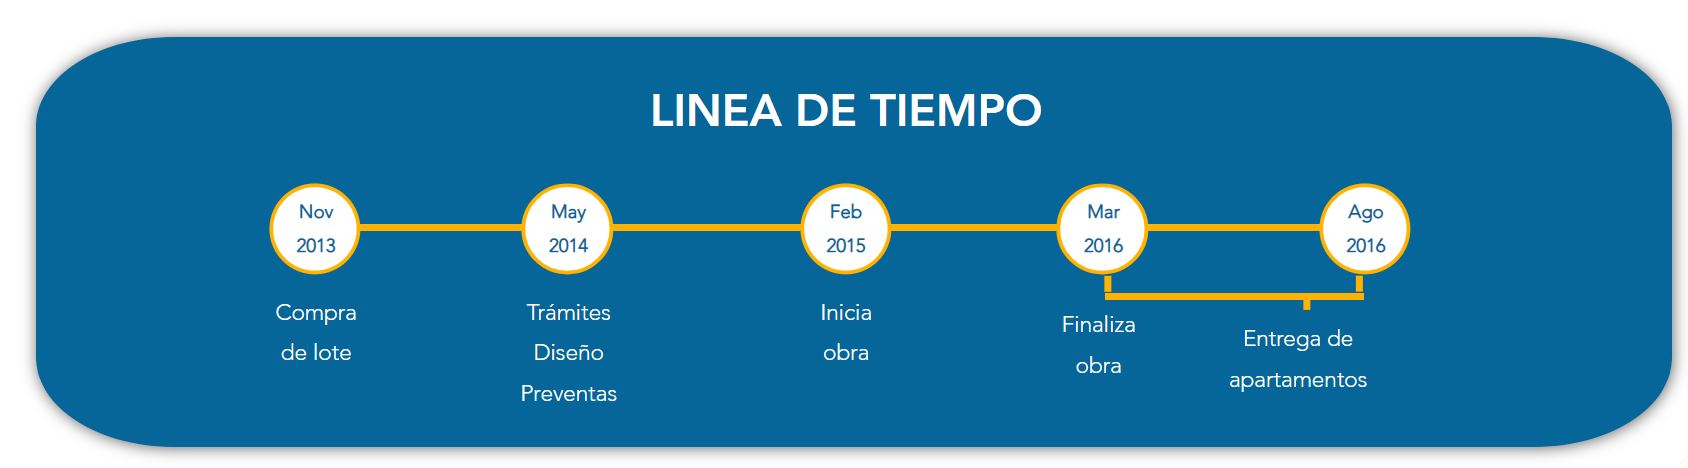 LINEA DE TIEMPO
Nov
2013
May
2014
Feb
2015
Mar
2016
Ago
2016
Compra
de lote
Trámites
Diseño
Preventas
Inicia
obra
Finaliza
obra
Entrega de
apartamentos